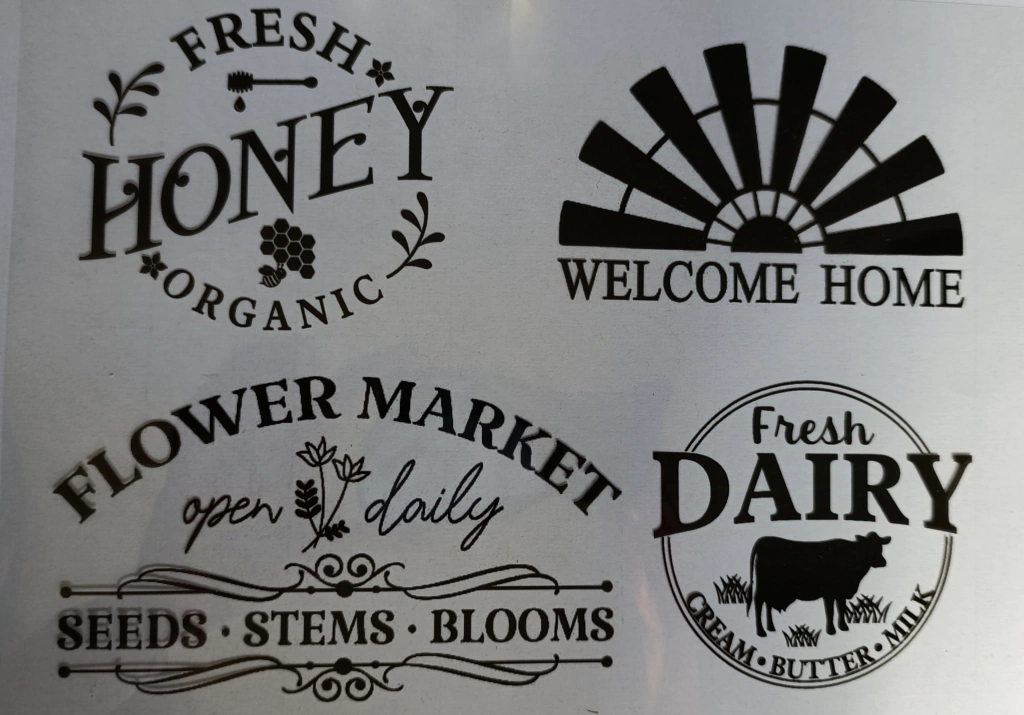 FRESH
HONEY
ORGANIC
WELCOME HOME
FLOWER MARKET
open daily
SEEDS · STEMS · BLOOMS
Fresh
DAIRY
CREAM • BUTTER • MILK